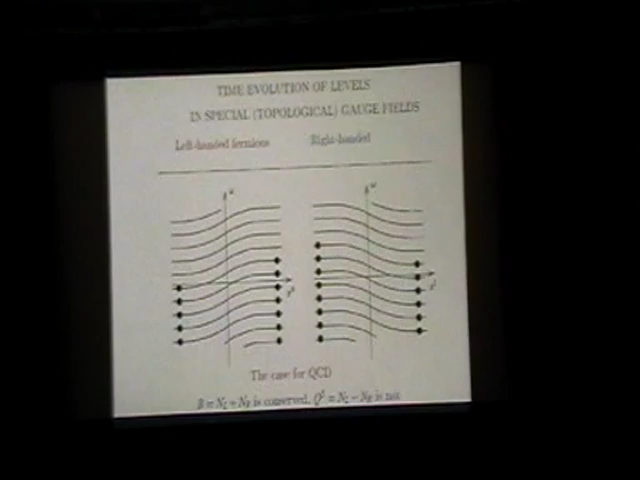 TIME EVOLUTION OF LEVELS
IN SPECIAL (TOPOLOGICAL) GAUGE FIELDS
Left-handed fermions Right-handed
ω ω
The case for QCD
B = N_L + N_R is conserved, Q^5 = N_L − N_R is not